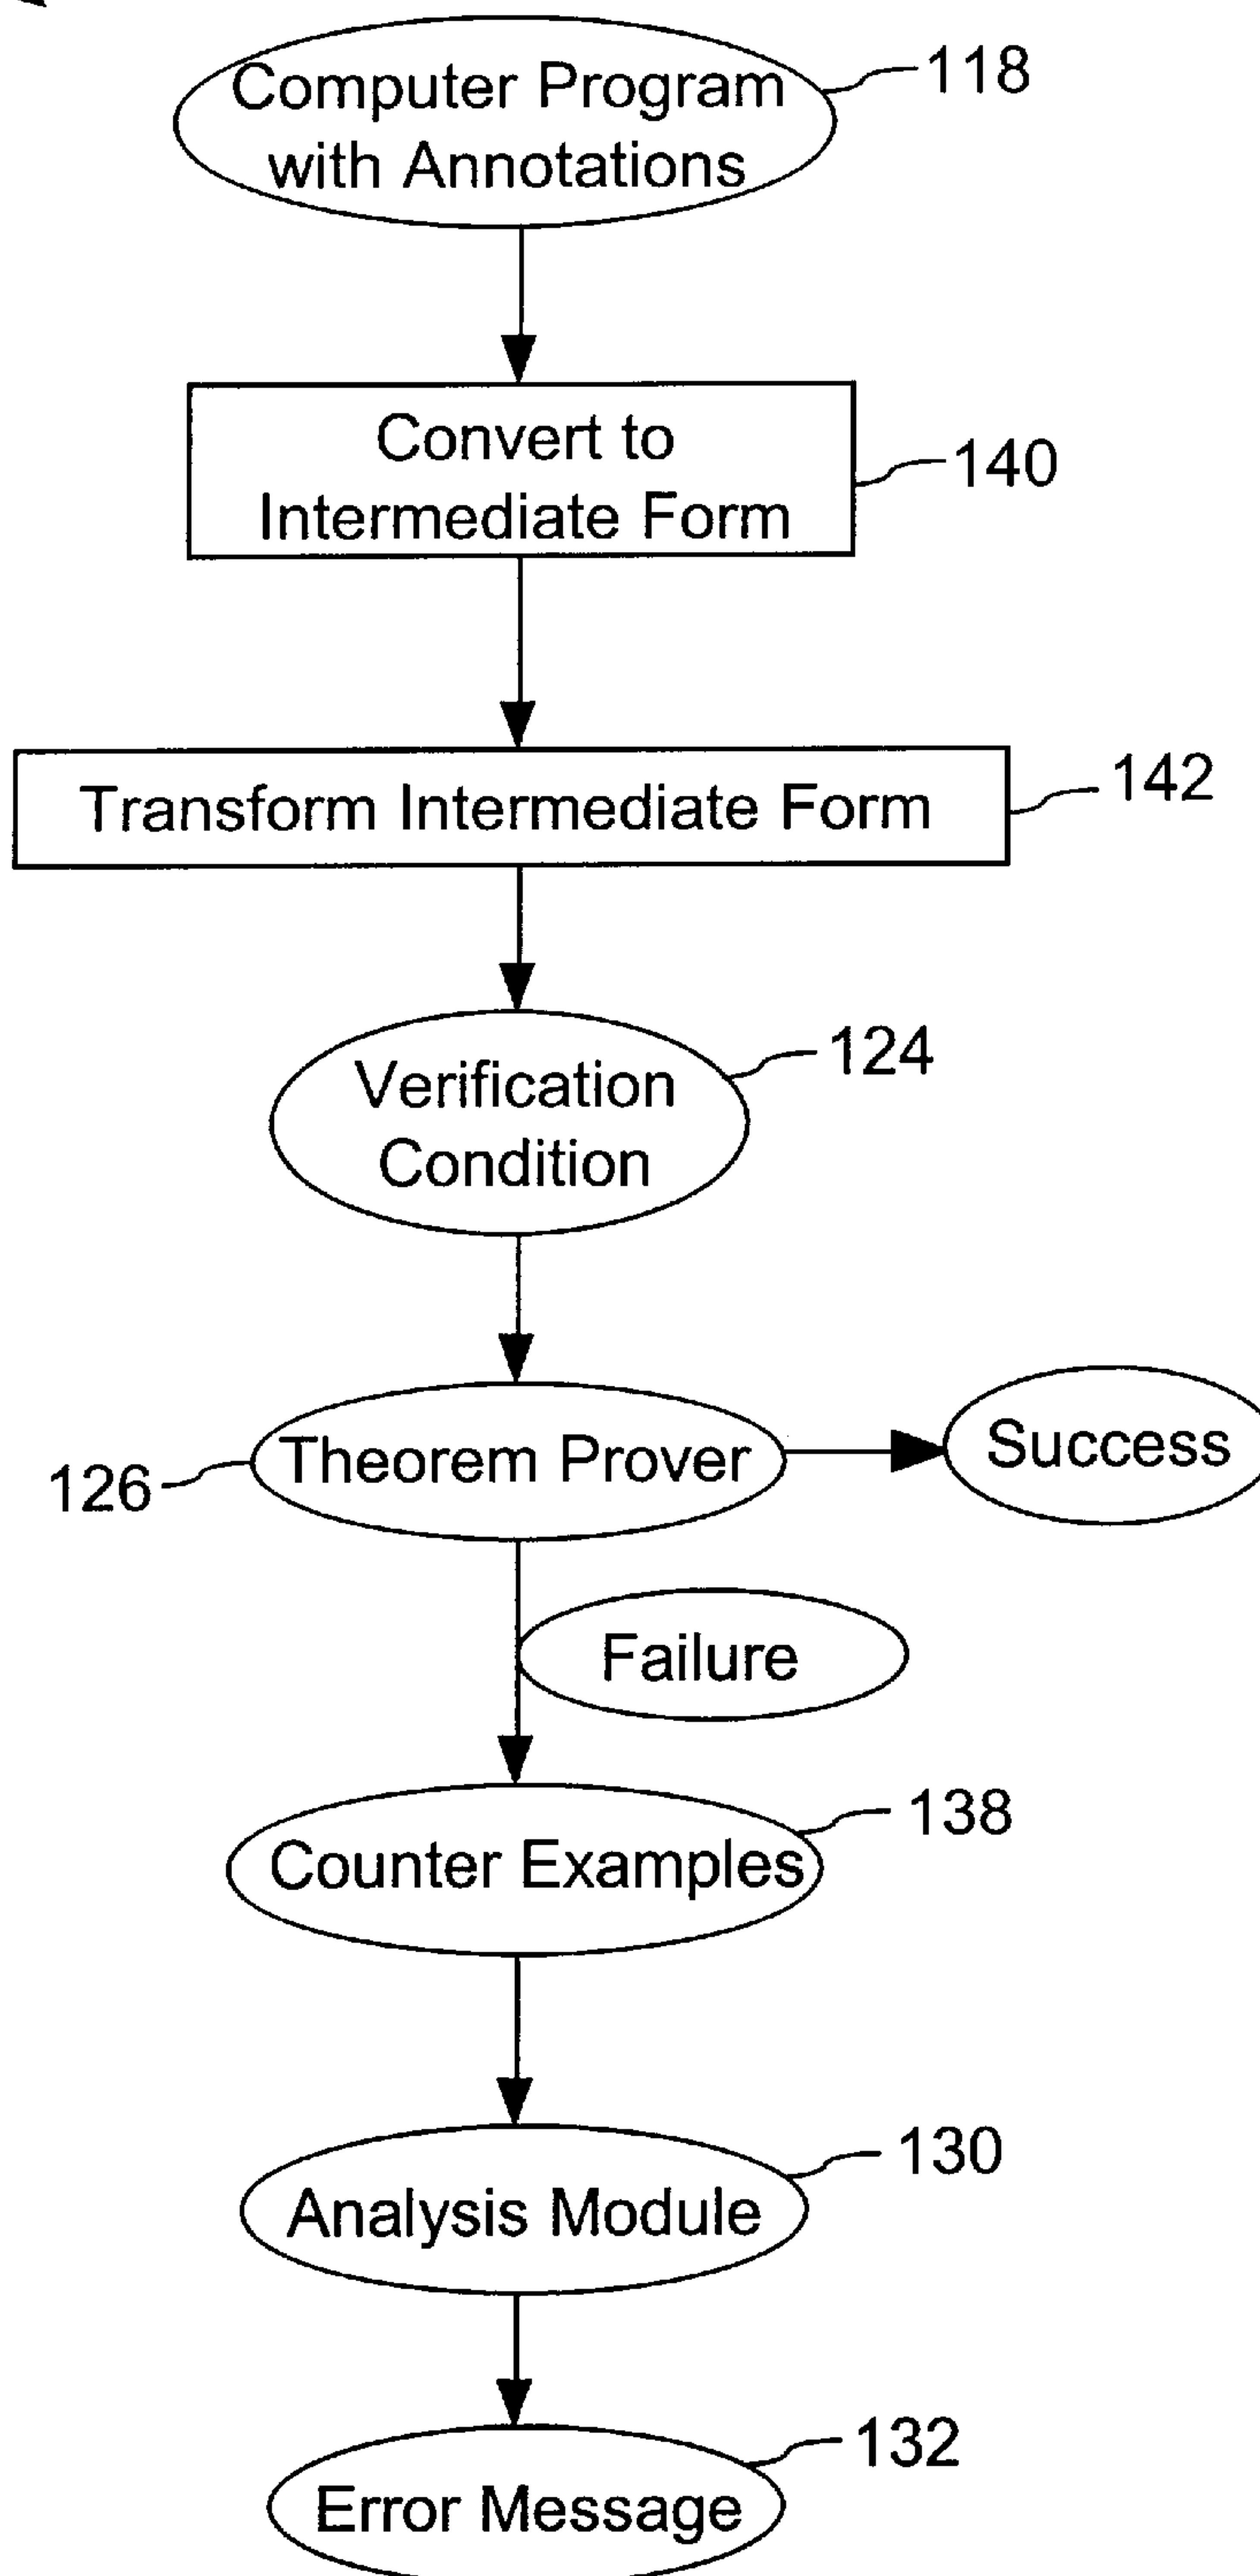 Computer Program
with Annotations
118
Convert to
Intermediate Form
140
Transform Intermediate Form
142
Verification
Condition
124
Theorem Prover
126
Success
Failure
Counter Examples
138
Analysis Module
130
Error Message
132